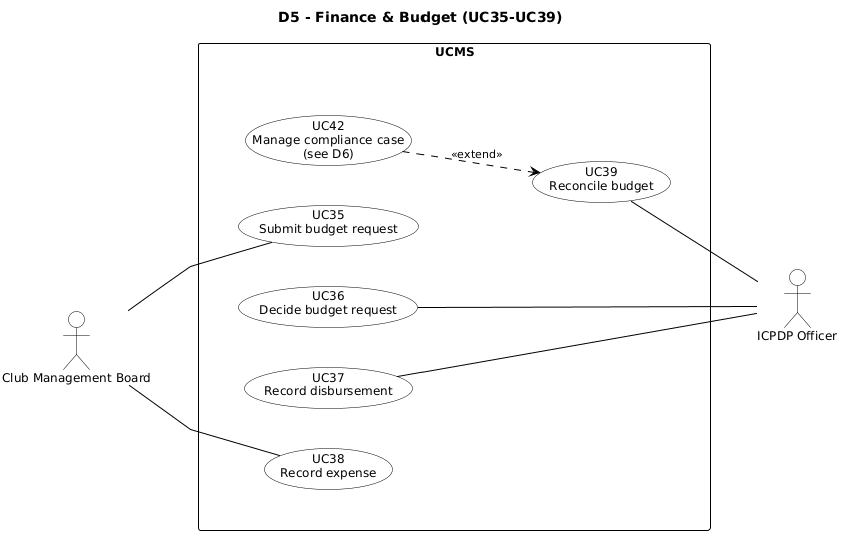 D5 - Finance & Budget (UC35-UC39)
UCMS
UC42
Manage compliance case
(see D6)
«extend»
UC39
Reconcile budget
UC35
Submit budget request
UC36
Decide budget request
ICPDP Officer
Club Management Board
UC37
Record disbursement
UC38
Record expense